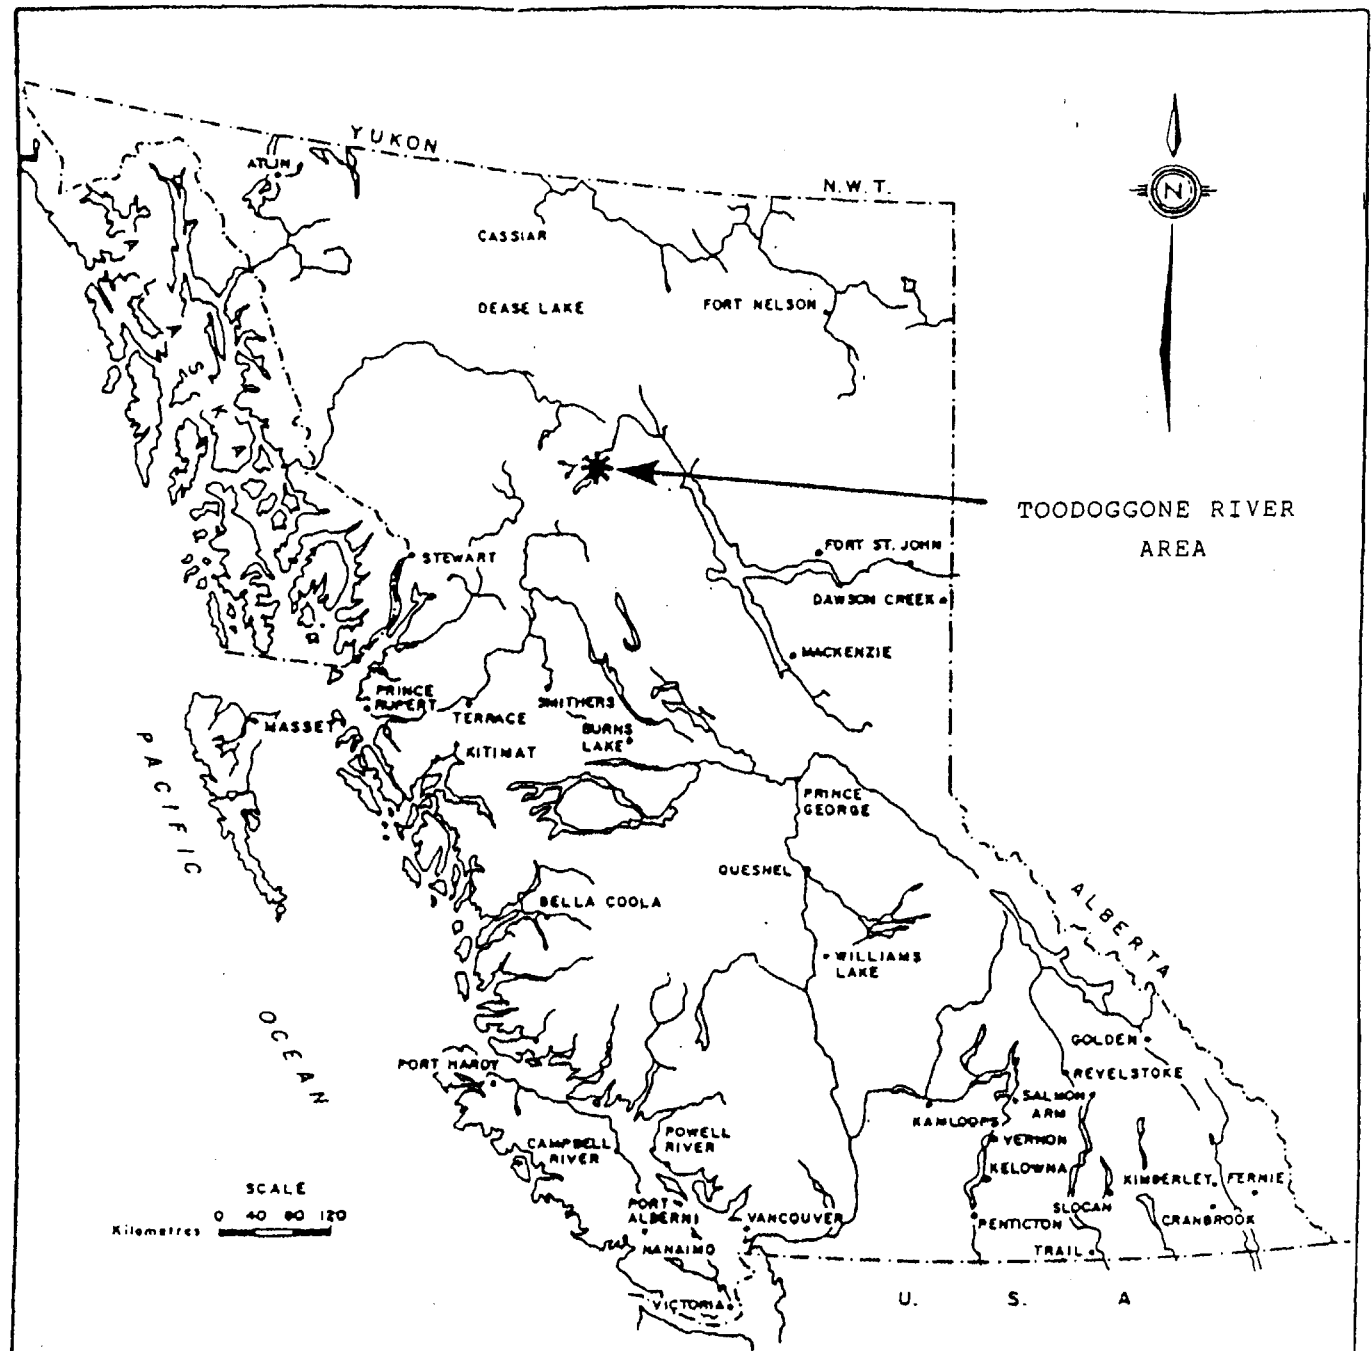 YUKON
N.W.T.
ATLIN
N
CASSIAR
DEASE LAKE
FORT NELSON
ALASKA
TOODOGGONE RIVER
AREA
STEWART
FORT ST. JOHN
DAWSON CREEK
MACKENZIE
PRINCE
RUPERT
MASSET
TERRACE
SMITHERS
BURNS
LAKE
KITIMAT
PACIFIC
PRINCE
GEORGE
QUESNEL
BELLA COOLA
ALBERTA
WILLIAMS
LAKE
OCEAN
GOLDEN
PORT HARDY
REVELSTOKE
SALMON
ARM
KAMLOOPS
POWELL
RIVER
CAMPBELL
RIVER
VERNON
KELOWNA
KIMBERLEY
FERNIE
SCALE
Kilometres 0 40 80 120
PORT
ALBERNI
SLOCAN
VANCOUVER
PENTICTON
CRANBROOK
NANAIMO
TRAIL
VICTORIA
U. S. A